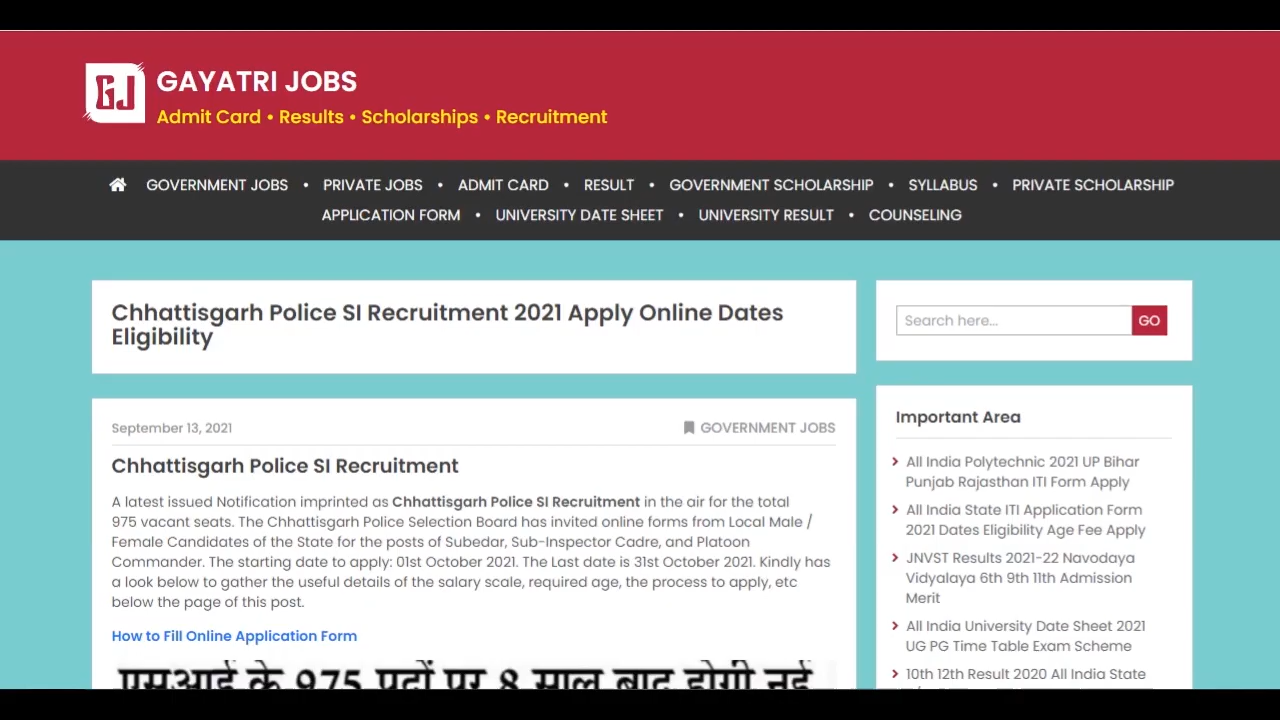 GJ
GAYATRI JOBS
Admit Card • Results • Scholarships • Recruitment
GOVERNMENT JOBS • PRIVATE JOBS • ADMIT CARD • RESULT • GOVERNMENT SCHOLARSHIP • SYLLABUS • PRIVATE SCHOLARSHIP
APPLICATION FORM • UNIVERSITY DATE SHEET • UNIVERSITY RESULT • COUNSELING
Chhattisgarh Police SI Recruitment 2021 Apply Online Dates
Eligibility
September 13, 2021
GOVERNMENT JOBS
Chhattisgarh Police SI Recruitment
A latest issued Notification imprinted as Chhattisgarh Police SI Recruitment in the air for the total
975 vacant seats. The Chhattisgarh Police Selection Board has invited online forms from Local Male /
Female Candidates of the State for the posts of Subedar, Sub-Inspector Cadre, and Platoon
Commander. The starting date to apply: 01st October 2021. The Last date is 31st October 2021. Kindly has
a look below to gather the useful details of the salary scale, required age, the process to apply, etc
below the page of this post.
How to Fill Online Application Form
एसआई के 975 पदों पर 8 साल बाद होगी नई
Search here...
GO
Important Area
All India Polytechnic 2021 UP Bihar
Punjab Rajasthan ITI Form Apply
All India State ITI Application Form
2021 Dates Eligibility Age Fee Apply
JNVST Results 2021-22 Navodaya
Vidyalaya 6th 9th 11th Admission
Merit
All India University Date Sheet 2021
UG PG Time Table Exam Scheme
10th 12th Result 2020 All India State